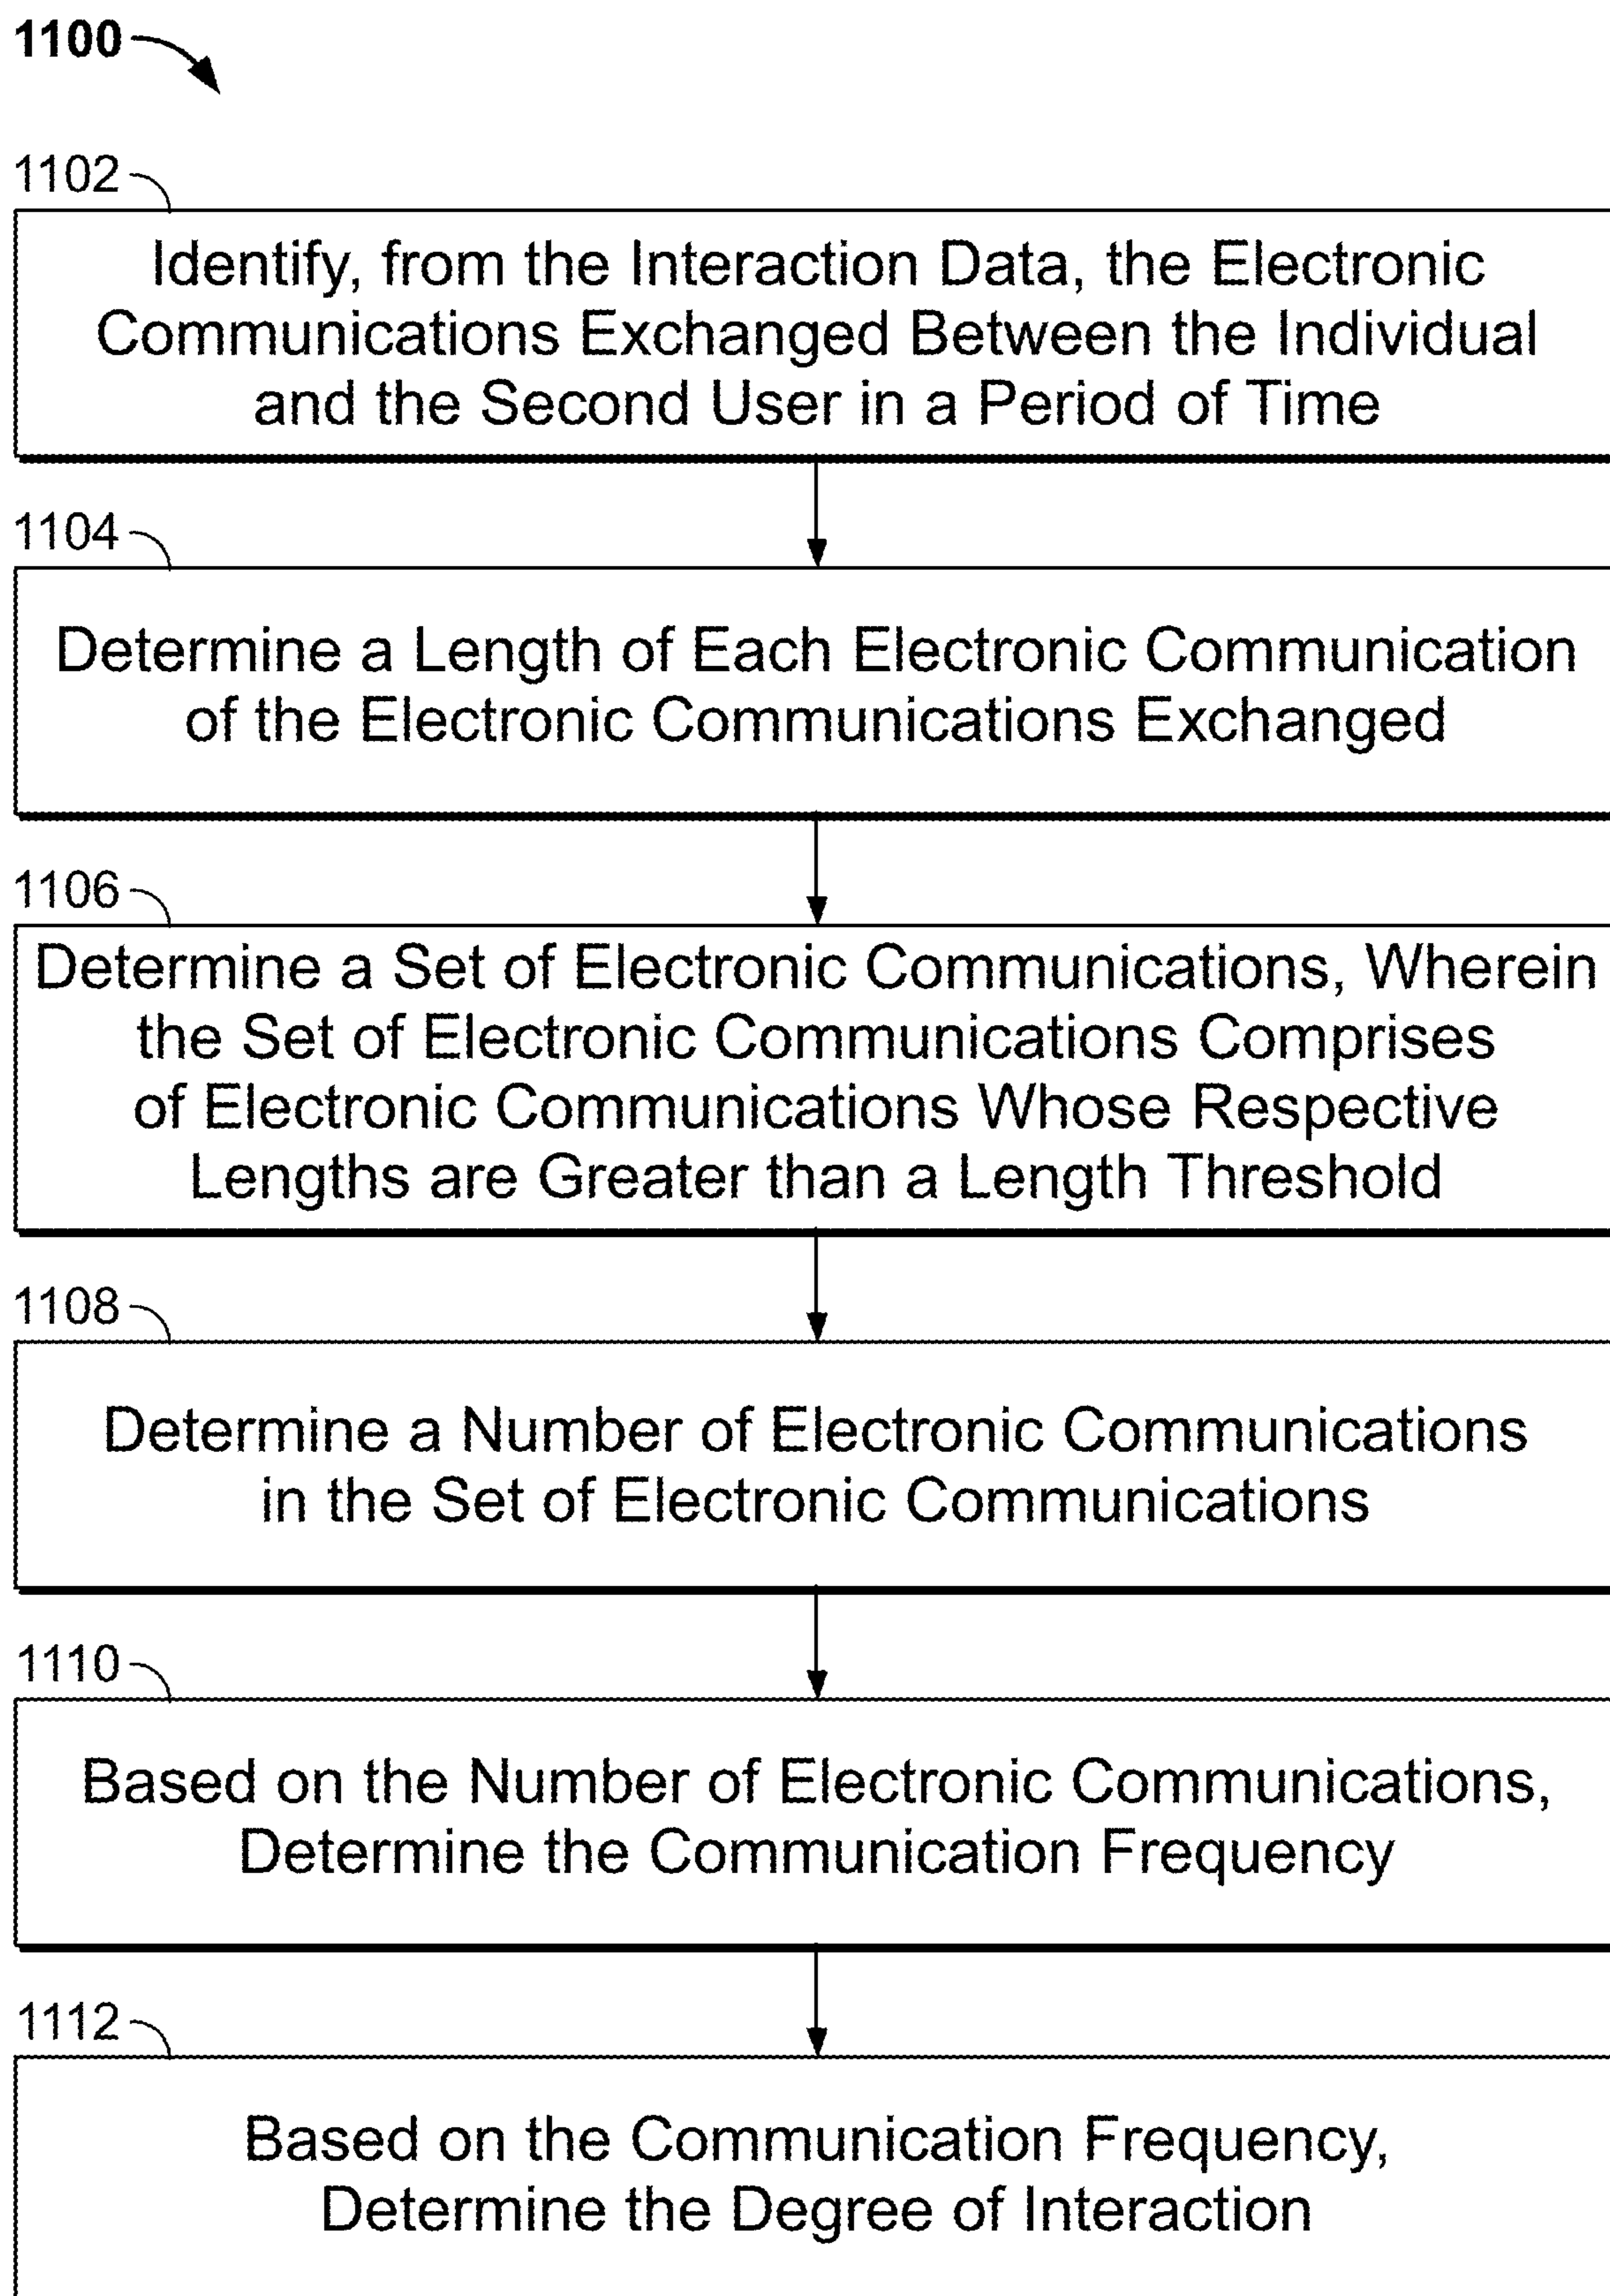 1100
1102
Identify, from the Interaction Data, the Electronic
Communications Exchanged Between the Individual
and the Second User in a Period of Time
1104
Determine a Length of Each Electronic Communication
of the Electronic Communications Exchanged
1106
Determine a Set of Electronic Communications, Wherein
the Set of Electronic Communications Comprises
of Electronic Communications Whose Respective
Lengths are Greater than a Length Threshold
1108
Determine a Number of Electronic Communications
in the Set of Electronic Communications
1110
Based on the Number of Electronic Communications,
Determine the Communication Frequency
1112
Based on the Communication Frequency,
Determine the Degree of Interaction